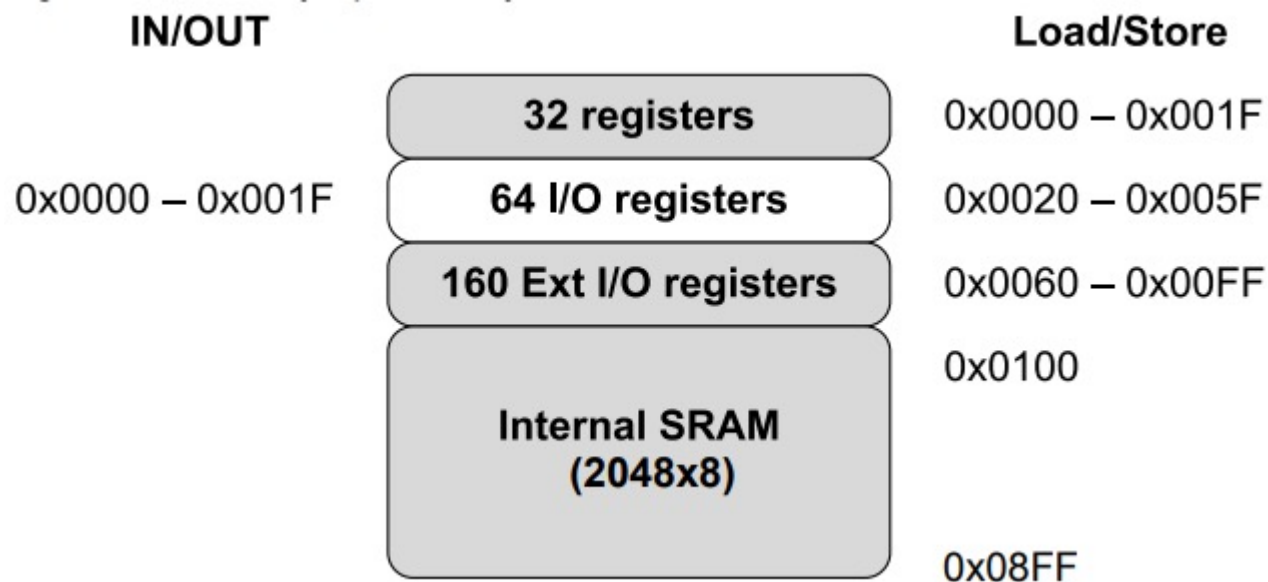 IN/OUT Load/Store
32 registers 0x0000 – 0x001F
0x0000 – 0x001F 64 I/O registers 0x0020 – 0x005F
160 Ext I/O registers 0x0060 – 0x00FF
0x0100
Internal SRAM
(2048x8)
0x08FF